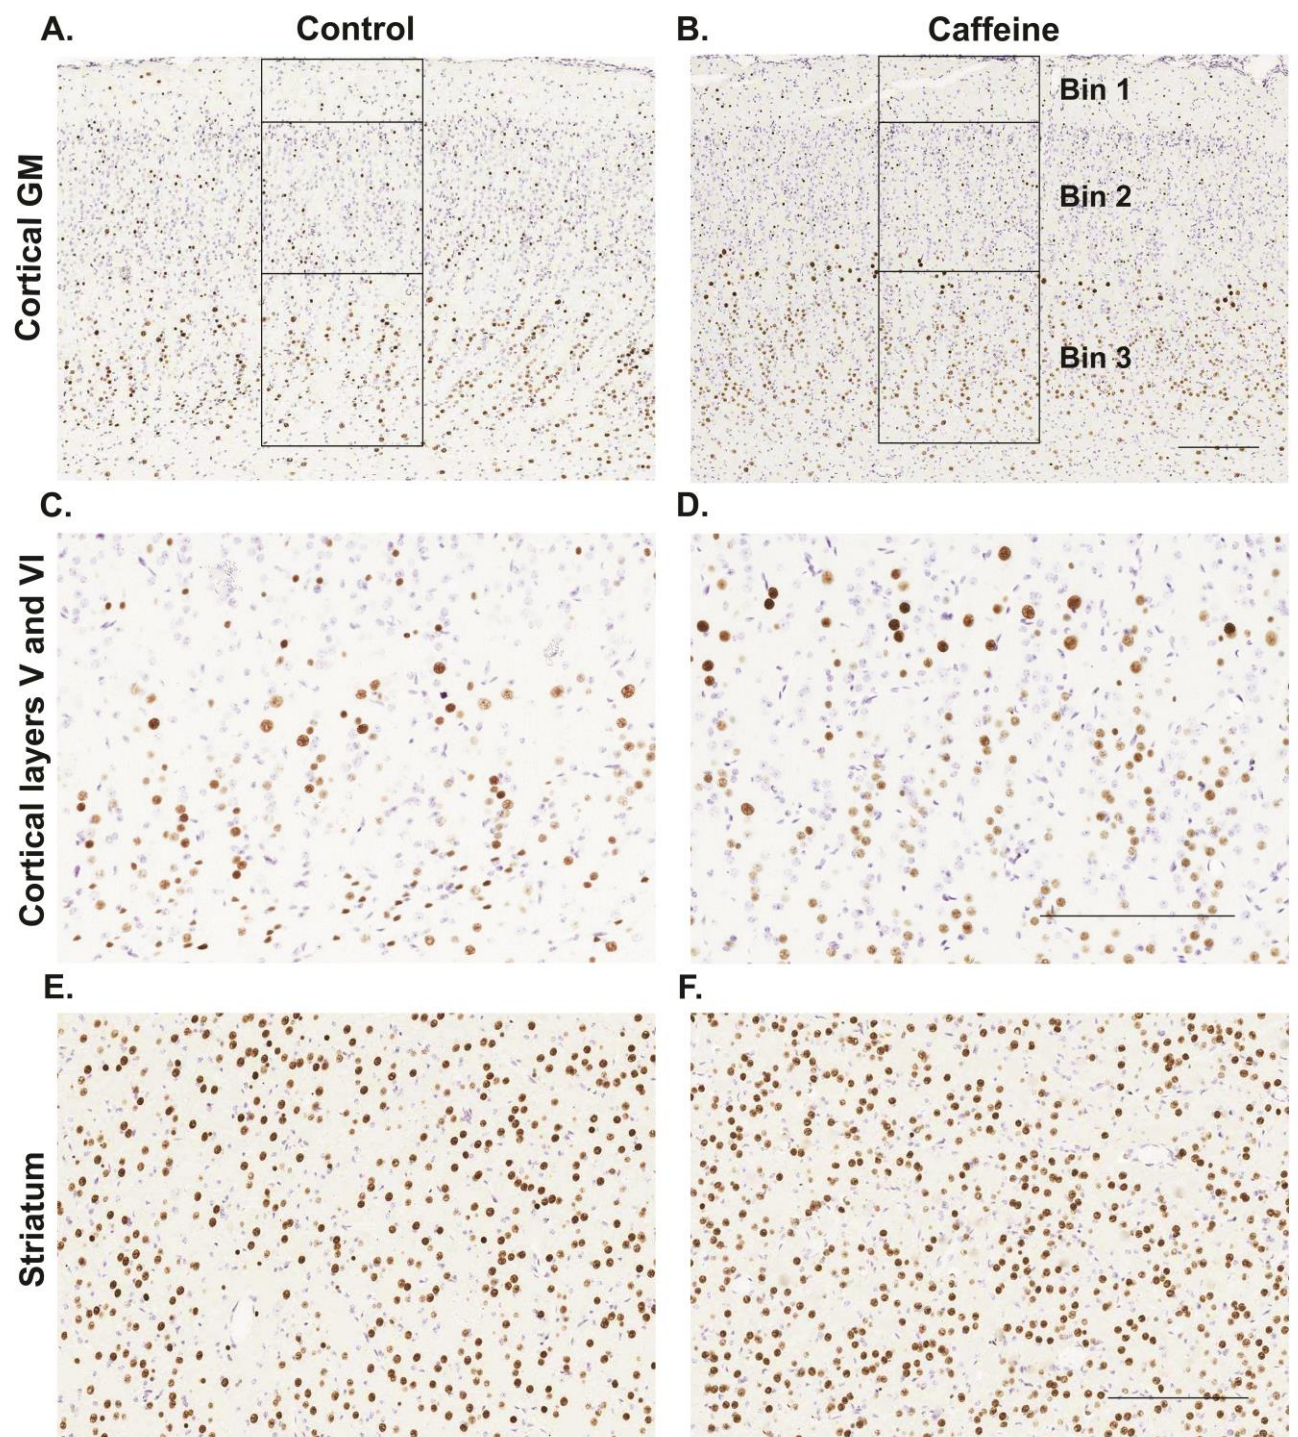 A.
Control
B.
Caffeine
Cortical GM
Bin 1
Bin 2
Bin 3
C.
D.
Cortical layers V and VI
E.
F.
Striatum